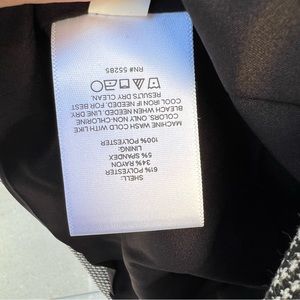 SHELL:
61% POLYESTER
34% RAYON
5% SPANDEX
LINING:
100% POLYESTER
MACHINE WASH COLD WITH LIKE
COLORS, ONLY NON-CHLORINE
BLEACH WHEN NEEDED, LINE DRY.
COOL IRON IF NEEDED. FOR BEST
RESULTS DRY CLEAN.
RN# 55285